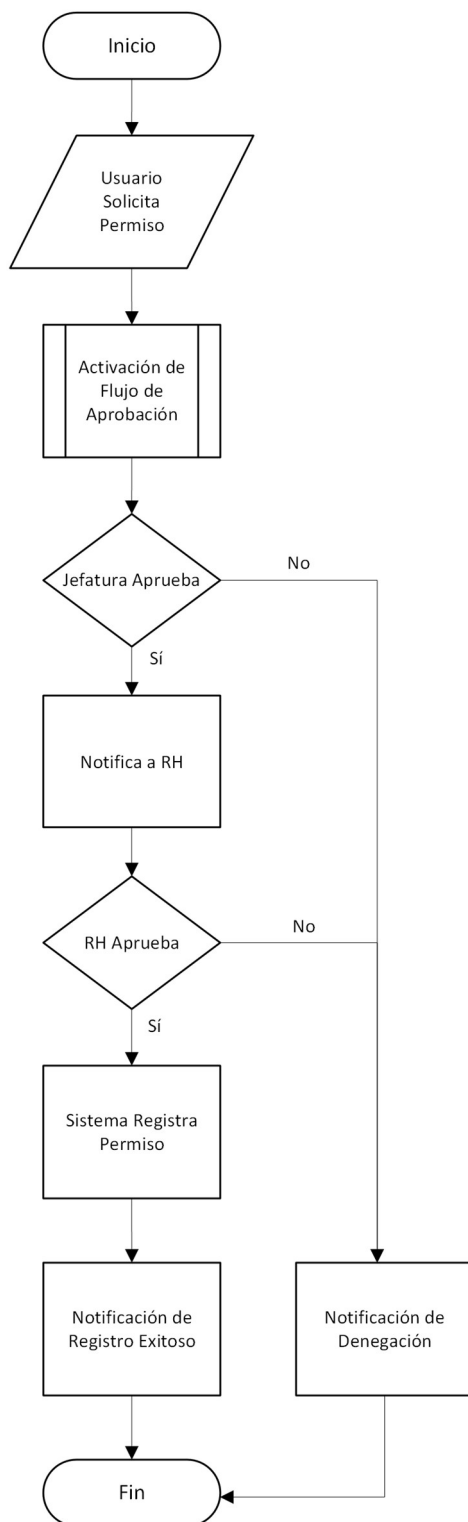 Inicio
Usuario
Solicita
Permiso
Activación de
Flujo de
Aprobación
Jefatura Aprueba
No
Sí
Notifica a RH
RH Aprueba
No
Sí
Sistema Registra
Permiso
Notificación de
Registro Exitoso
Notificación de
Denegación
Fin